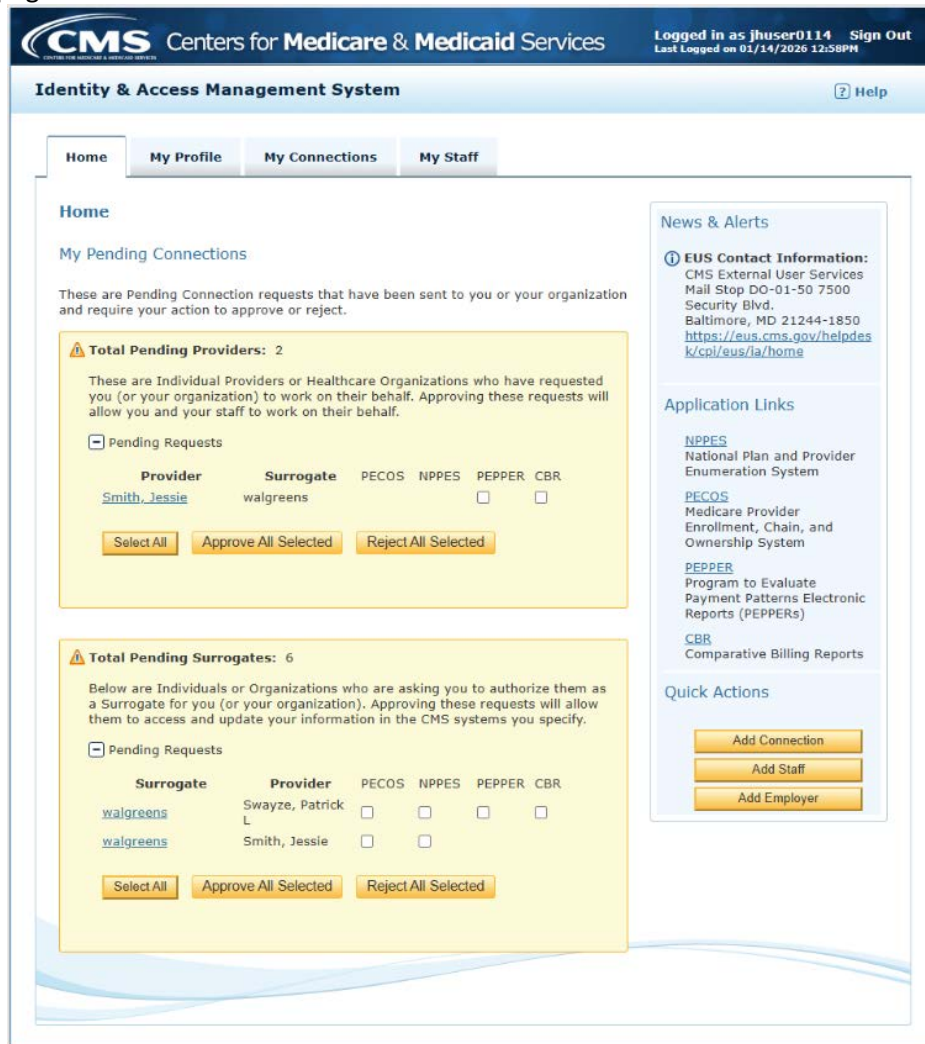 CMS Centers for Medicare & Medicaid Services
CENTERS FOR MEDICARE & MEDICAID SERVICES
Logged in as jhuser0114 Sign Out
Last Logged on 01/14/2026 12:58PM
Identity & Access Management System
? Help
Home My Profile My Connections My Staff
Home
My Pending Connections
These are Pending Connection requests that have been sent to you or your organization
and require your action to approve or reject.
Total Pending Providers: 2
These are Individual Providers or Healthcare Organizations who have requested
you (or your organization) to work on their behalf. Approving these requests will
allow you and your staff to work on their behalf.
Pending Requests
Provider Surrogate PECOS NPPES PEPPER CBR
Smith, Jessie walgreens
Select All Approve All Selected Reject All Selected
Total Pending Surrogates: 6
Below are Individuals or Organizations who are asking you to authorize them as
a Surrogate for you (or your organization). Approving these requests will allow
them to access and update your information in the CMS systems you specify.
Pending Requests
Surrogate Provider PECOS NPPES PEPPER CBR
walgreens Swayze, Patrick
L
walgreens Smith, Jessie
Select All Approve All Selected Reject All Selected
News & Alerts
EUS Contact Information:
CMS External User Services
Mail Stop DO-01-50 7500
Security Blvd.
Baltimore, MD 21244-1850
https://eus.cms.gov/helpdes
k/cpi/eus/ia/home
Application Links
NPPES
National Plan and Provider
Enumeration System
PECOS
Medicare Provider
Enrollment, Chain, and
Ownership System
PEPPER
Program to Evaluate
Payment Patterns Electronic
Reports (PEPPERs)
CBR
Comparative Billing Reports
Quick Actions
Add Connection
Add Staff
Add Employer